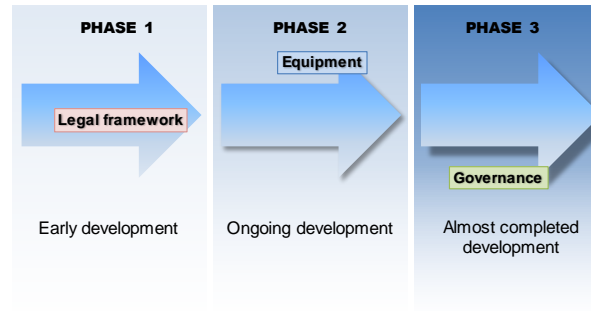 PHASE 1
Legal framework
Early development
PHASE 2
Equipment
Ongoing development
PHASE 3
Governance
Almost completed
development